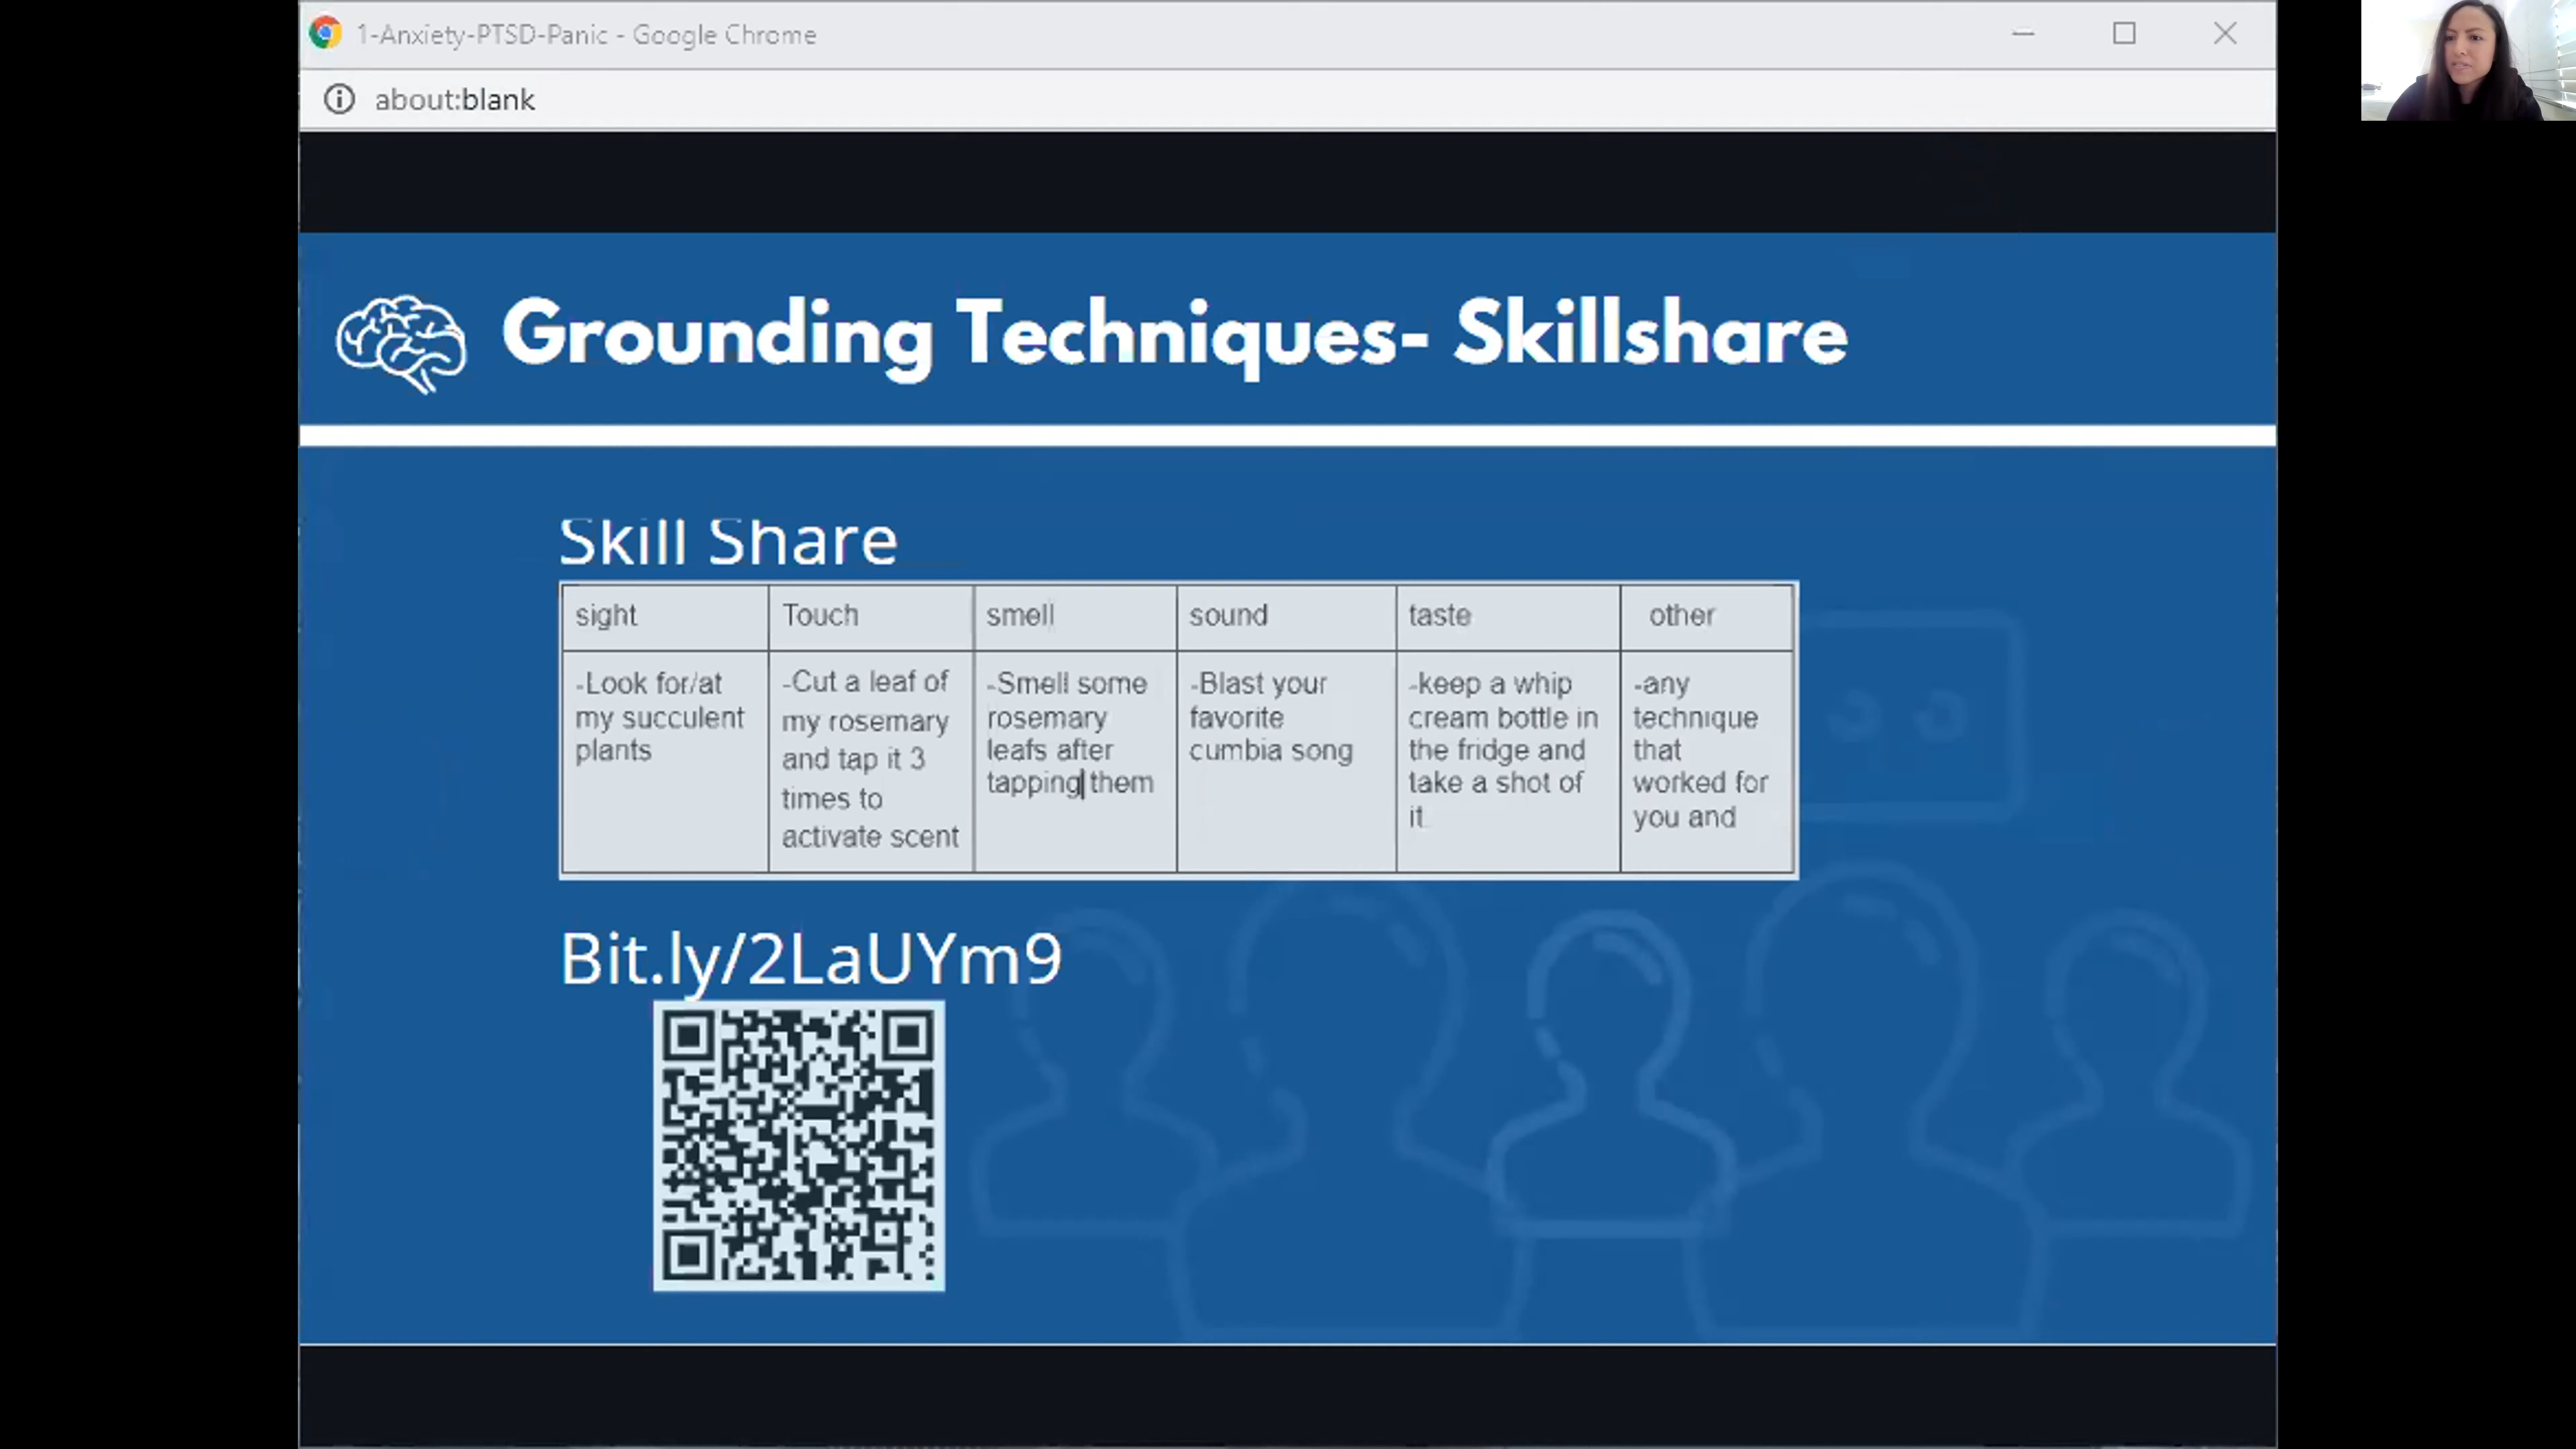 1-Anxiety-PTSD-Panic - Google Chrome
about:blank
Grounding Techniques- Skillshare
Skill Share
sight
Touch
smell
sound
taste
other
-Look for/at
my succulent
plants
-Cut a leaf of
my rosemary
and tap it 3
times to
activate scent
-Smell some
rosemary
leafs after
tapping them
-Blast your
favorite
cumbia song
-keep a whip
cream bottle in
the fridge and
take a shot of
it.
-any
technique
that
worked for
you and
Bit.ly/2LaUYm9